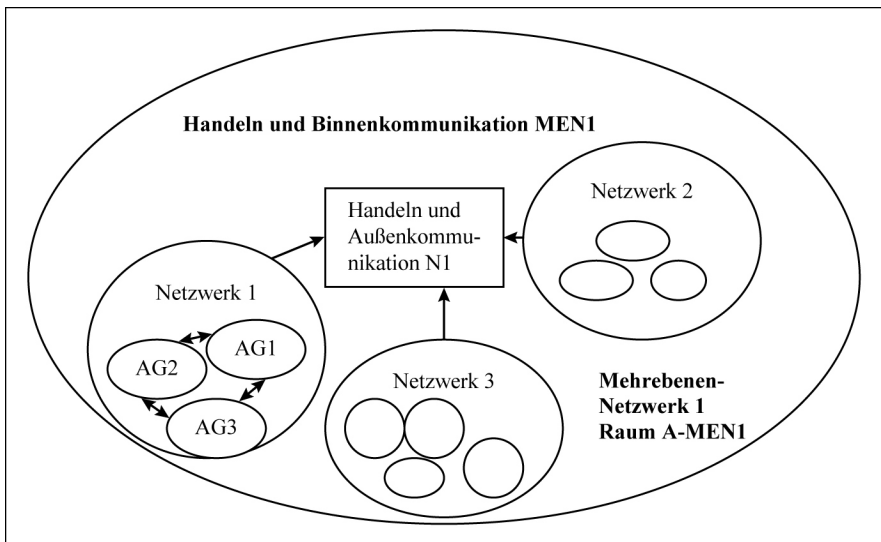 Handeln und Binnenkommunikation MEN1
Netzwerk 2
Handeln und
Außenkommu-
nikation N1
Netzwerk 1
AG1
AG2
AG3
Netzwerk 3
Mehrebenen-
Netzwerk 1
Raum A-MEN1